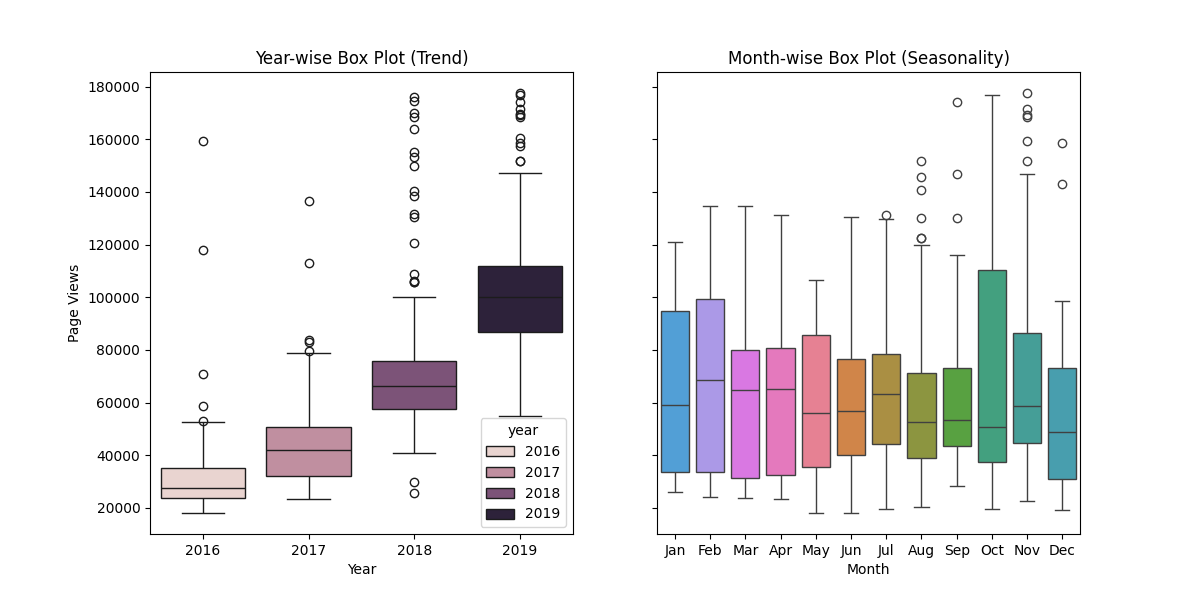 Year-wise Box Plot (Trend)
Page Views
180000
160000
140000
120000
100000
80000
60000
40000
20000
2016
2017
2018
2019
Year
year
2016
2017
2018
2019
Month-wise Box Plot (Seasonality)
Jan
Feb
Mar
Apr
May
Jun
Jul
Aug
Sep
Oct
Nov
Dec
Month